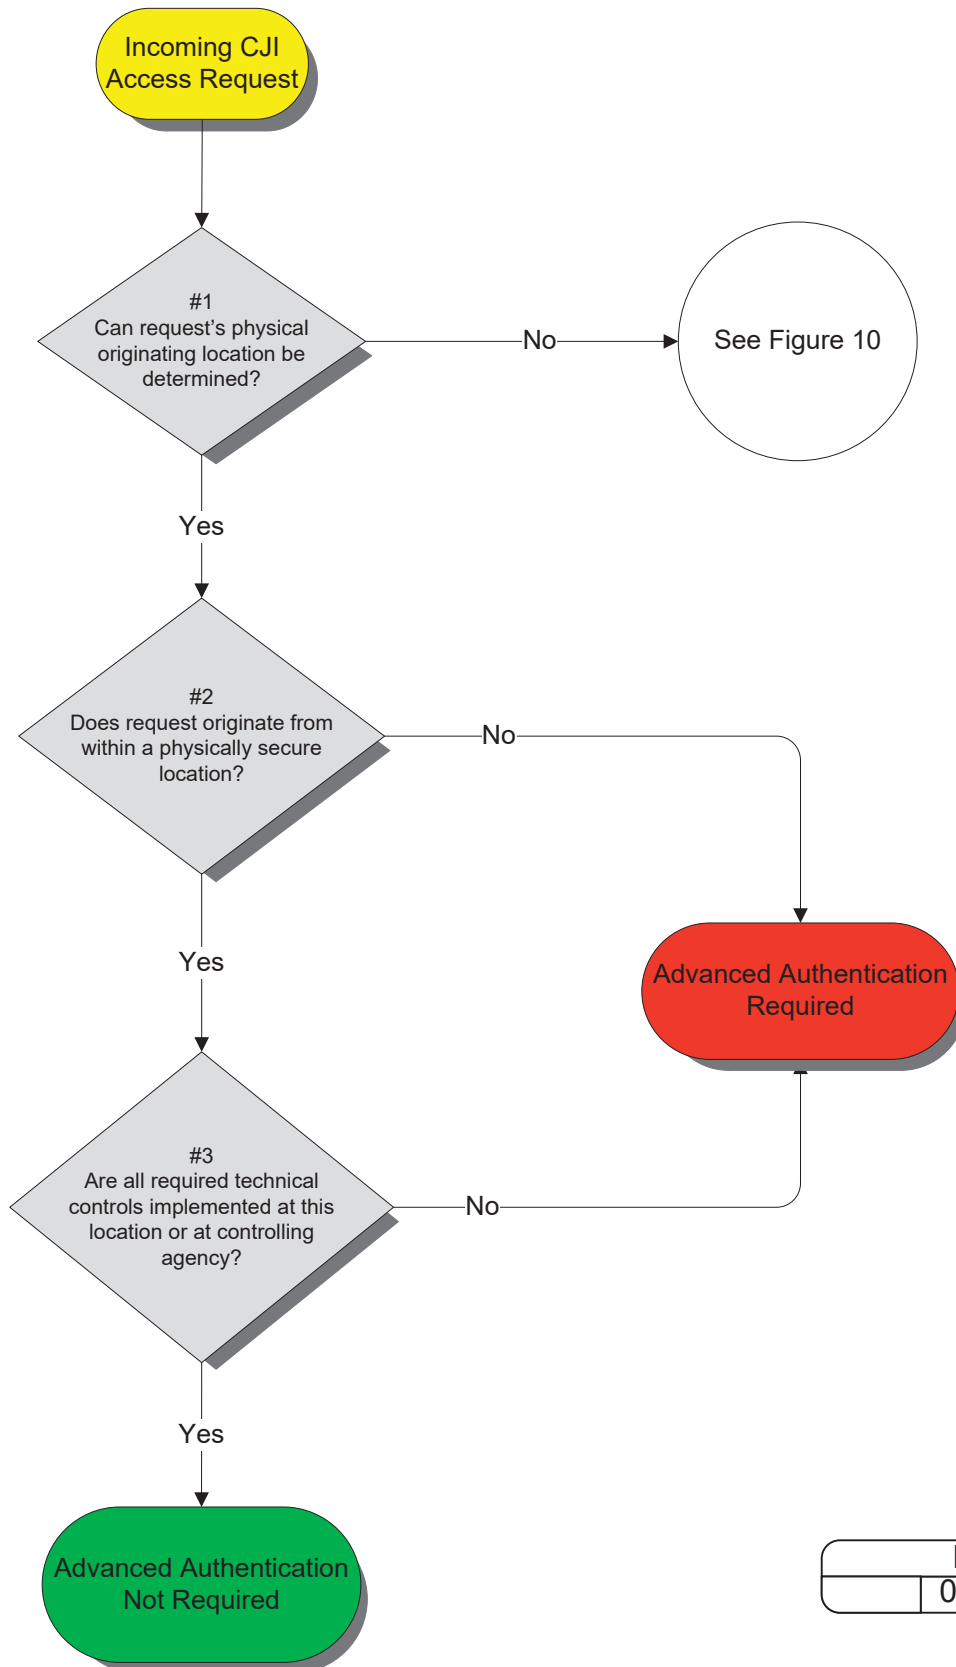 Incoming CJI
Access Request
#1
Can request’s physical
originating location be
determined?
No
See Figure 10
Yes
#2
Does request originate from
within a physically secure
location?
No
Advanced Authentication
Required
Yes
#3
Are all required technical
controls implemented at this
location or at controlling
agency?
No
Yes
Advanced Authentication
Not Required
0